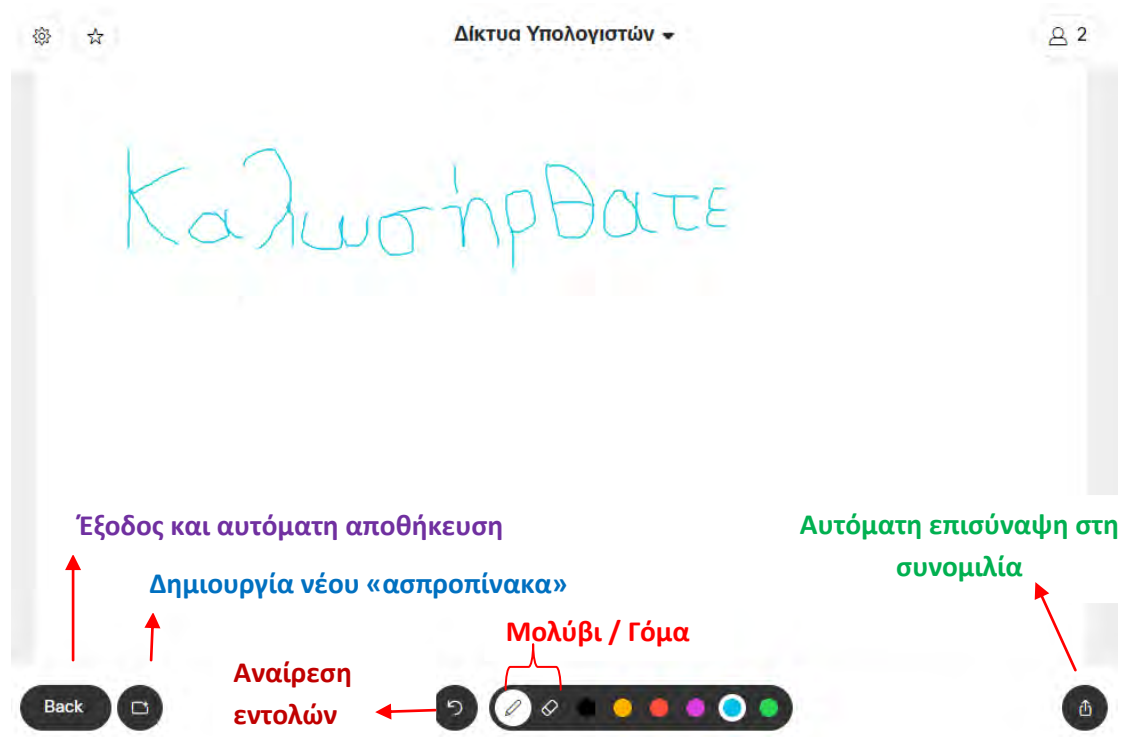 Δίκτυα Υπολογιστών
2
Καλωσήρθατε
Έξοδος και αυτόματη αποθήκευση
Αυτόματη επισύναψη στη
συνομιλία
Δημιουργία νέου «ασπροπίνακα»
Μολύβι / Γόμα
Αναίρεση
εντολών
Back